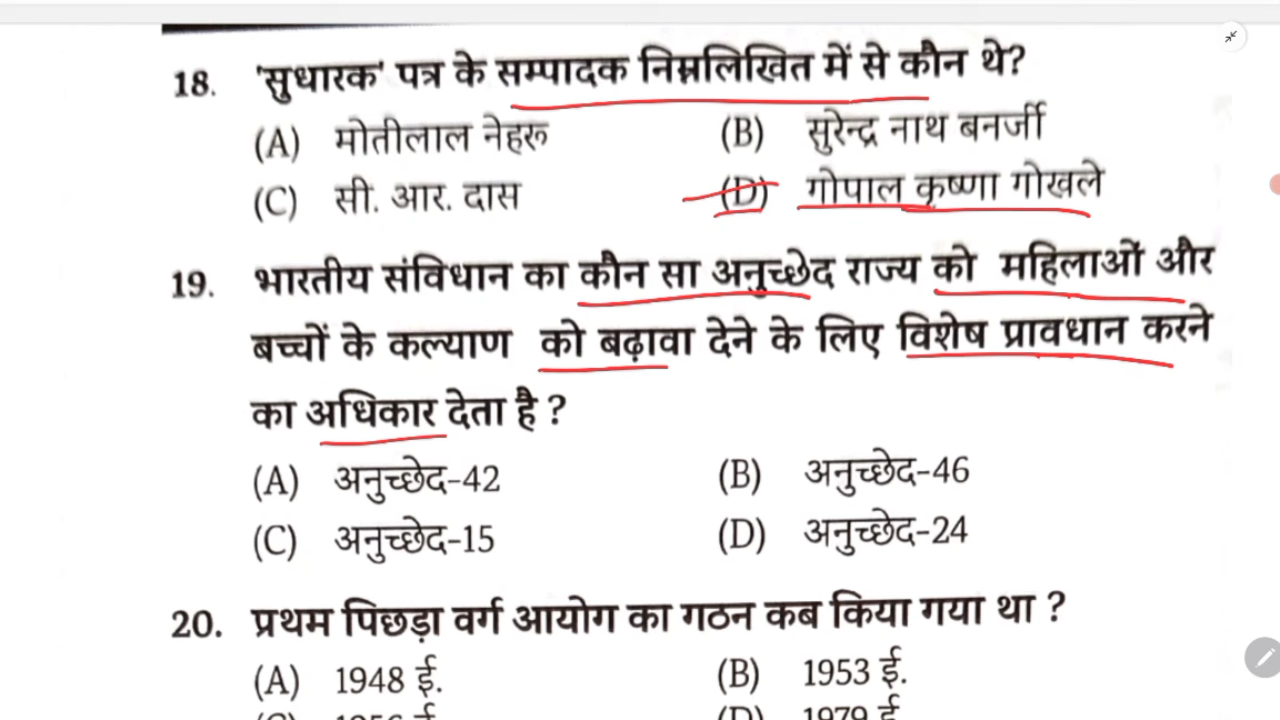 18. 'सुधारक' पत्र के सम्पादक निम्नलिखित में से कौन थे?
(A) मोतीलाल नेहरू (B) सुरेन्द्र नाथ बनर्जी
(C) सी. आर. दास (D) गोपाल कृष्णा गोखले
19. भारतीय संविधान का कौन सा अनुच्छेद राज्य को महिलाओं और
बच्चों के कल्याण को बढ़ावा देने के लिए विशेष प्रावधान करने
का अधिकार देता है ?
(A) अनुच्छेद-42 (B) अनुच्छेद-46
(C) अनुच्छेद-15 (D) अनुच्छेद-24
20. प्रथम पिछड़ा वर्ग आयोग का गठन कब किया गया था ?
(A) 1948 ई. (B) 1953 ई.
(C) 1956 ई. (D) 1979 ई.